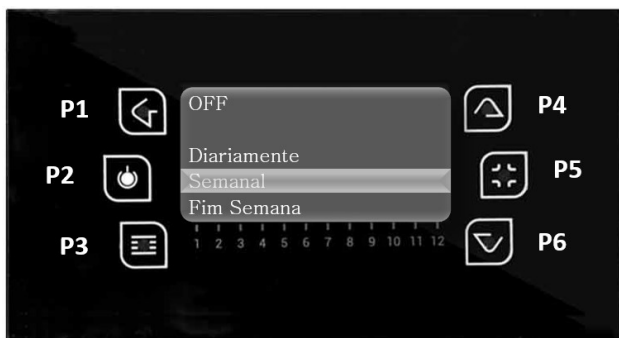 P1
OFF
P4
Diariamente
P2
Semanal
P5
Fim Semana
P3
1 2 3 4 5 6 7 8 9 10 11 12
P6